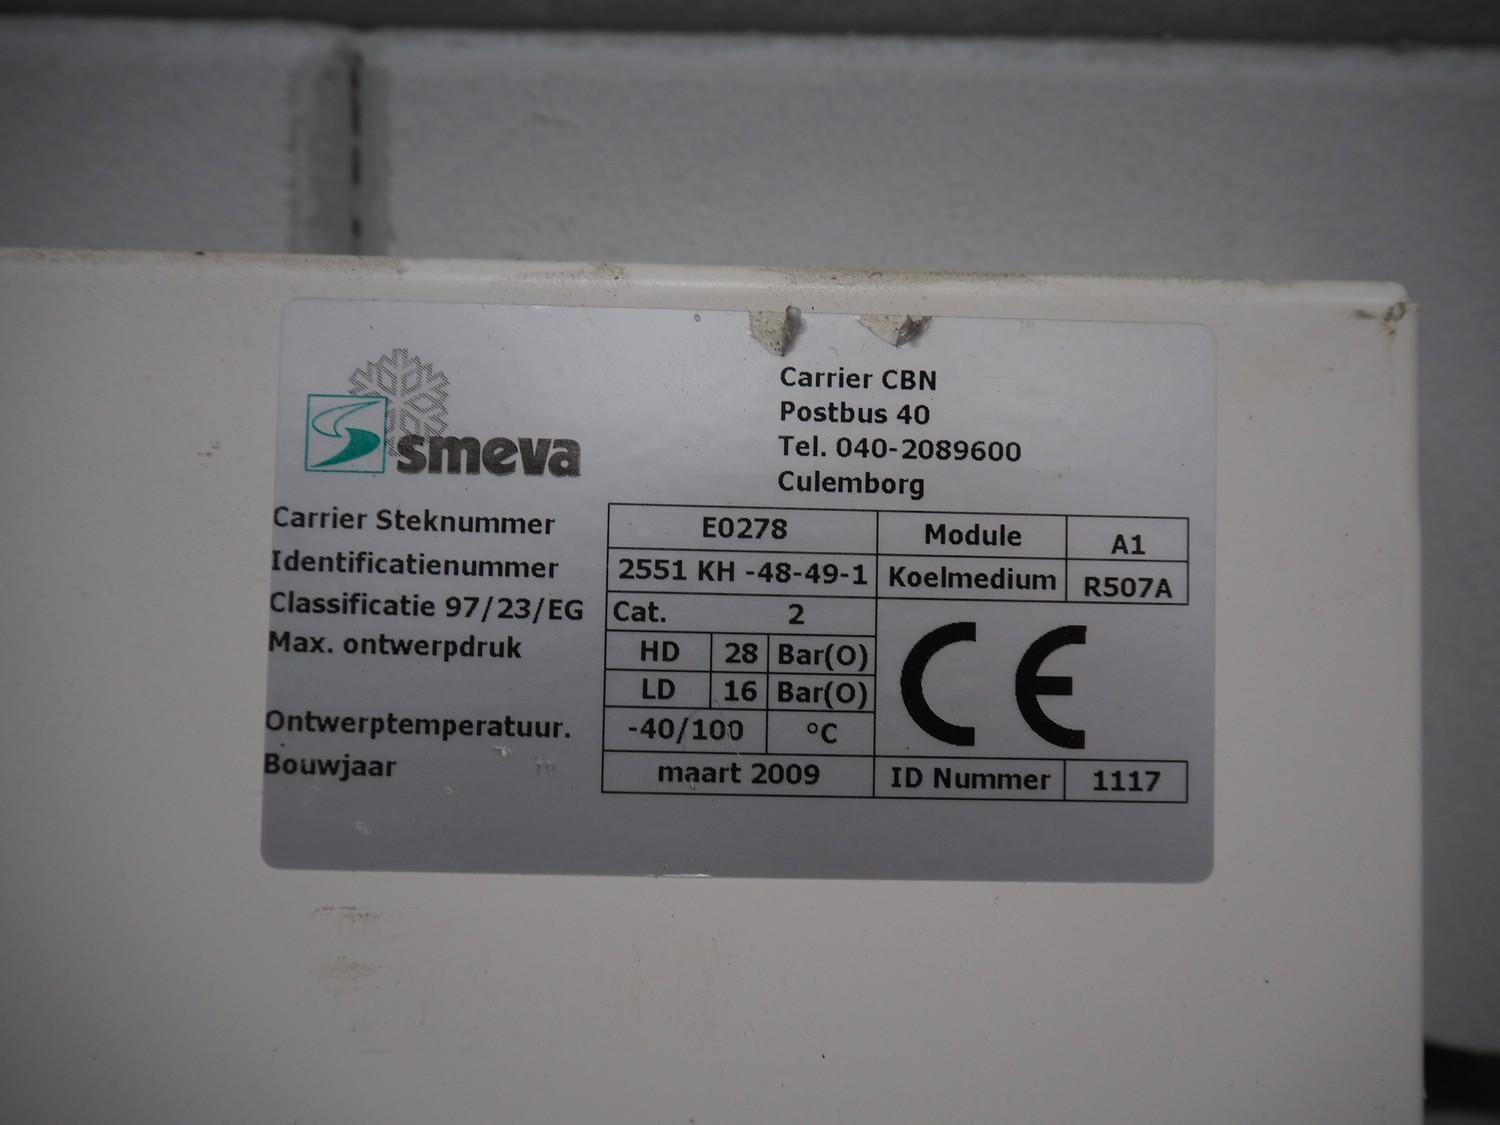 smeva
Carrier CBN
Postbus 40
Tel. 040-2089600
Culemborg
Carrier Steknummer E0278 Module A1
Identificatienummer 2551 KH -48-49-1 Koelmedium R507A
Classificatie 97/23/EG Cat. 2
Max. ontwerpdruk HD 28 Bar(O)
LD 16 Bar(O)
CE
Ontwerptemperatuur. -40/100 °C
Bouwjaar maart 2009 ID Nummer 1117